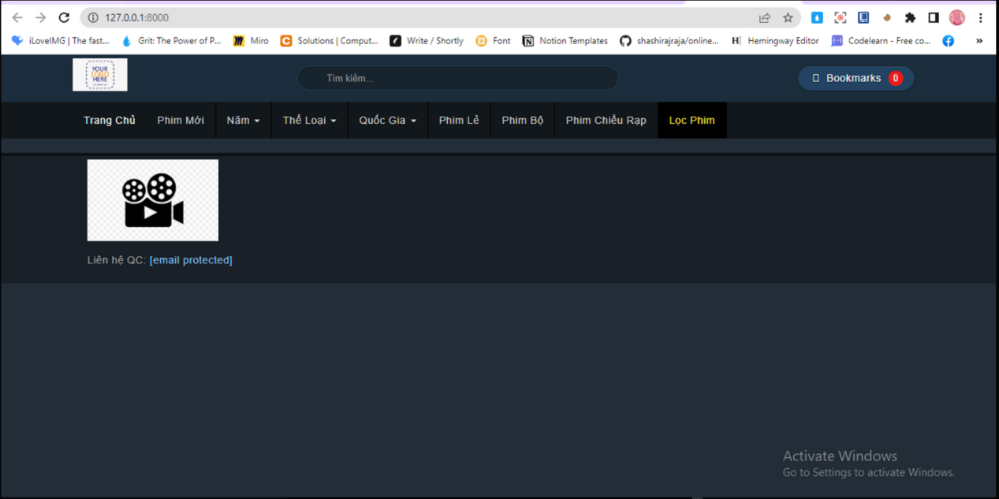 127.0.0.1:8000
iLoveIMG | The fast... Grit: The Power of P... Miro Solutions | Comput... Write / Shortly Font Notion Templates shashirajraja/online... Hemingway Editor Codelearn - Free co... »
YOUR
LOGO
HERE
Tìm kiếm...
Bookmarks 0
Trang Chủ Phim Mới Năm Thể Loại Quốc Gia Phim Lẻ Phim Bộ Phim Chiếu Rạp Lọc Phim
Liên hệ QC: [email protected]
Activate Windows
Go to Settings to activate Windows.